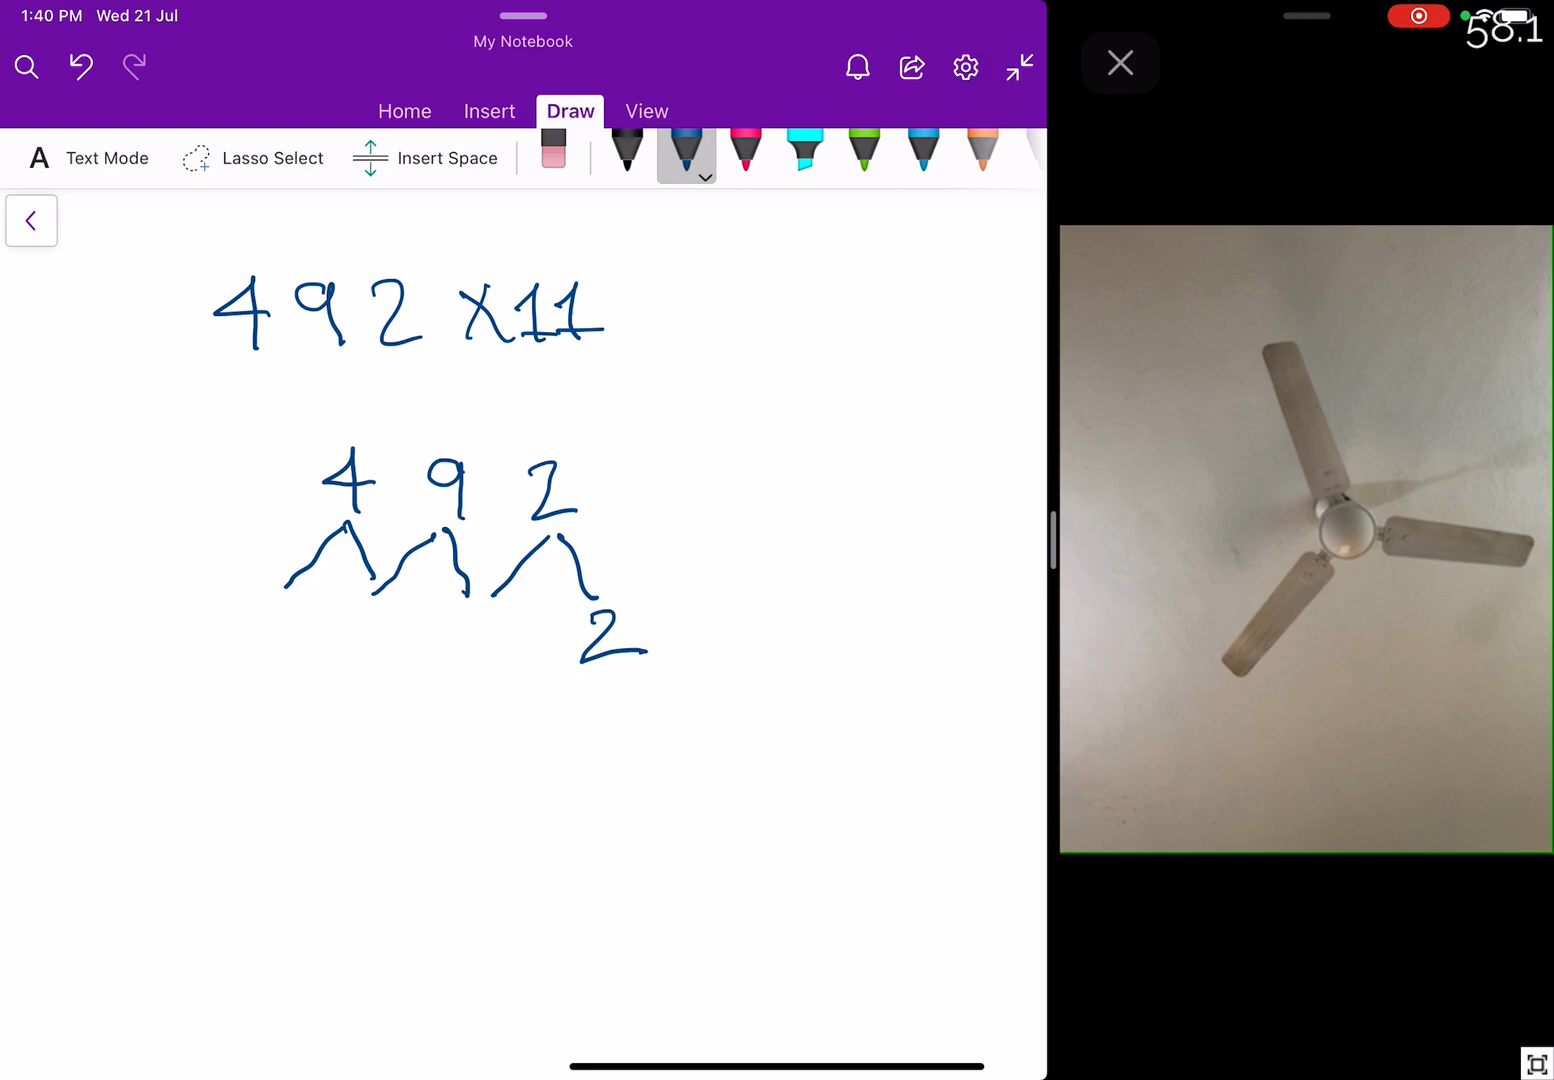 1:40 PM Wed 21 Jul
58.1
My Notebook
Home Insert Draw View
A Text Mode Lasso Select Insert Space
492 x11
4 9 2
2